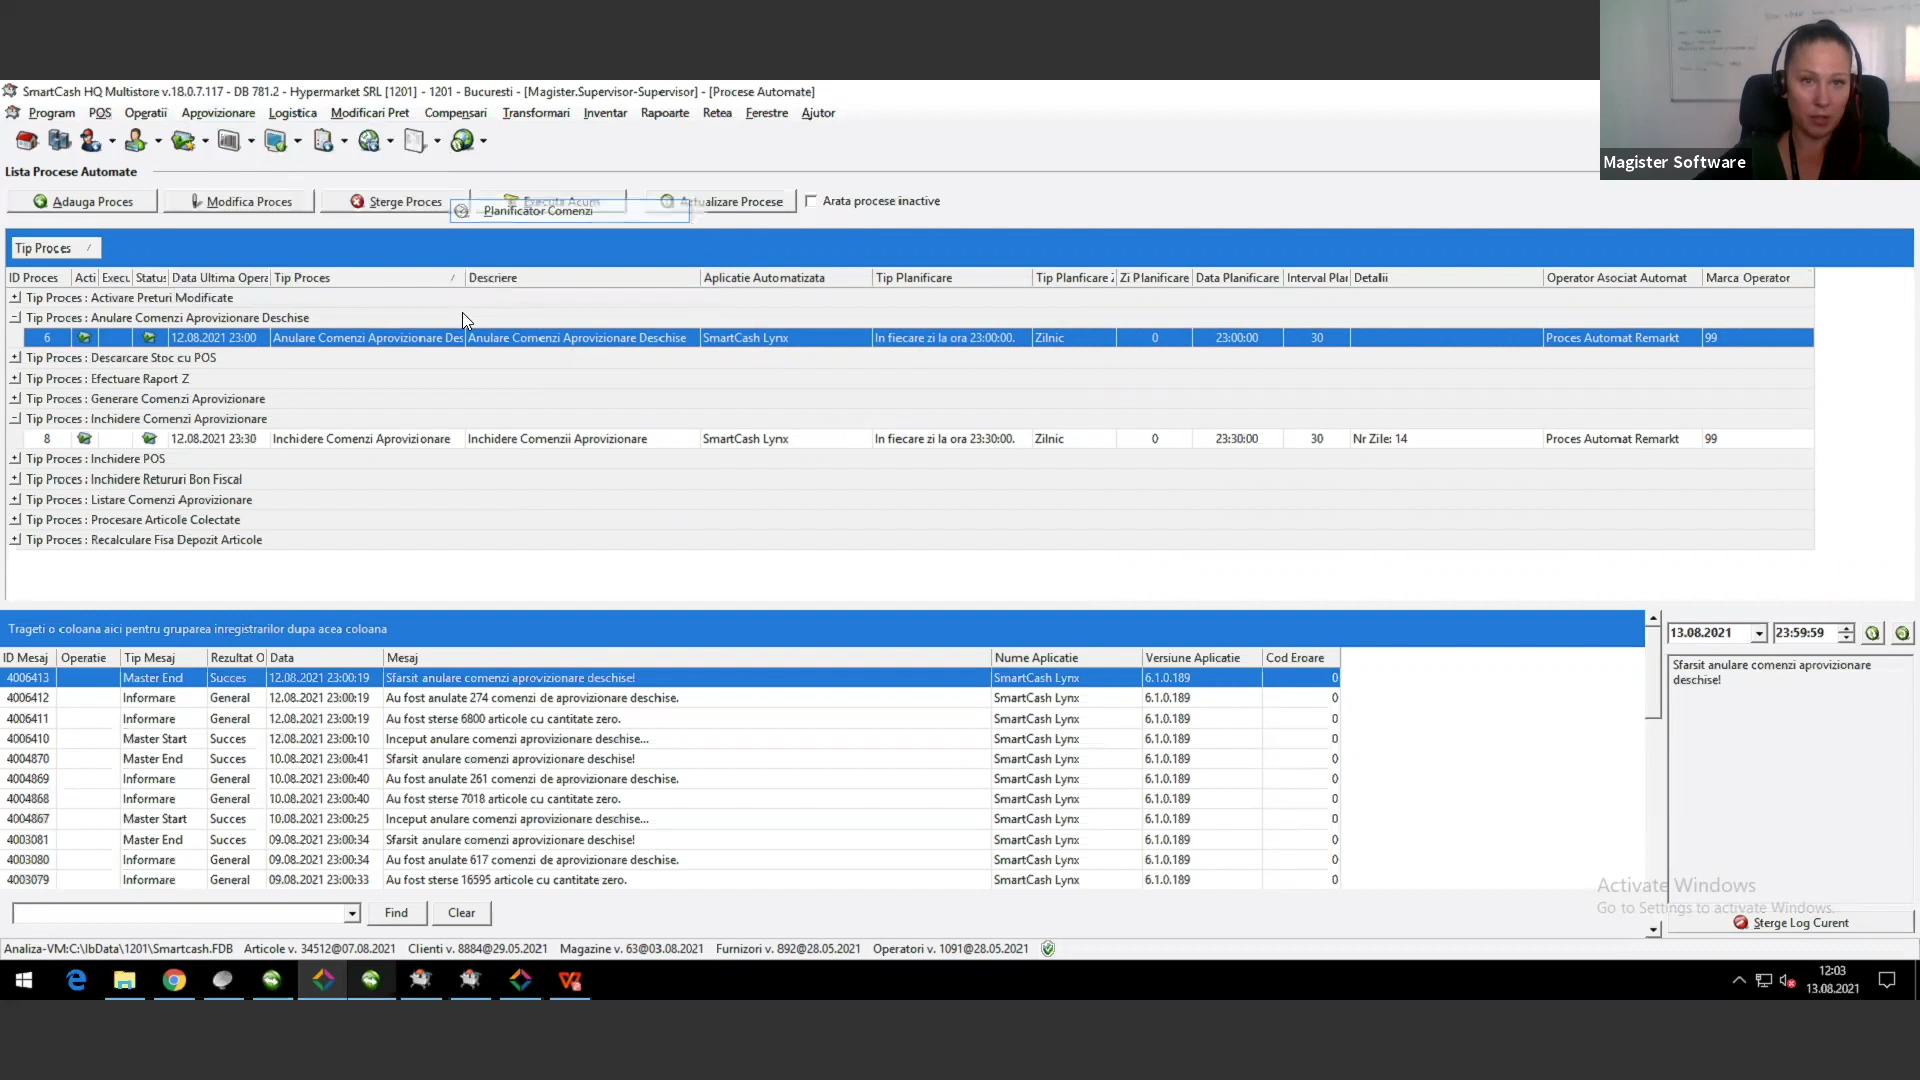 Magister Software
SmartCash HQ Multistore v.18.0.7.117 - DB 781.2 - Hypermarket SRL [1201] - 1201 - Bucuresti - [Magister.Supervisor-Supervisor] - [Procese Automate]
Program POS Operatii Aprovizionare Logistica Modificari Pret Compensari Transformari Inventar Rapoarte Retea Ferestre Ajutor
Lista Procese Automate
Adauga Proces Modifica Proces Sterge Proces Executa Acum Actualizare Procese Arata procese inactive
Planificator Comenzi
Tip Proces
ID Proces Acti Execu Status Data Ultima Opera Tip Proces Descriere Aplicatie Automatizata Tip Planificare Tip Planficare Zi Planificare Data Planificare Interval Plar Detalii Operator Asociat Automat Marca Operator
Tip Proces : Activare Preturi Modificate
Tip Proces : Anulare Comenzi Aprovizionare Deschise
6 12.08.2021 23:00 Anulare Comenzi Aprovizionare Des Anulare Comenzi Aprovizionare Deschise SmartCash Lynx In fiecare zi la ora 23:00:00. Zilnic 0 23:00:00 30 Proces Automat Remarkt 99
Tip Proces : Descarcare Stoc cu POS
Tip Proces : Efectuare Raport Z
Tip Proces : Generare Comenzi Aprovizionare
Tip Proces : Inchidere Comenzi Aprovizionare
8 12.08.2021 23:30 Inchidere Comenzi Aprovizionare Inchidere Comenzii Aprovizionare SmartCash Lynx In fiecare zi la ora 23:30:00. Zilnic 0 23:30:00 30 Nr Zile: 14 Proces Automat Remarkt 99
Tip Proces : Inchidere POS
Tip Proces : Inchidere Retururi Bon Fiscal
Tip Proces : Listare Comenzi Aprovizionare
Tip Proces : Procesare Articole Colectate
Tip Proces : Recalculare Fisa Depozit Articole
Trageti o coloana aici pentru gruparea inregistrarilor dupa acea coloana
13.08.2021 23:59:59
ID Mesaj Operatie Tip Mesaj Rezultat O Data Mesaj Nume Aplicatie Versiune Aplicatie Cod Eroare
4006413 Master End Succes 12.08.2021 23:00:19 Sfarsit anulare comenzi aprovizionare deschise! SmartCash Lynx 6.1.0.189 0
4006412 Informare General 12.08.2021 23:00:19 Au fost anulate 274 comenzi de aprovizionare deschise. SmartCash Lynx 6.1.0.189 0
4006411 Informare General 12.08.2021 23:00:19 Au fost sterse 6800 articole cu cantitate zero. SmartCash Lynx 6.1.0.189 0
4006410 Master Start Succes 12.08.2021 23:00:10 Inceput anulare comenzi aprovizionare deschise... SmartCash Lynx 6.1.0.189 0
4004870 Master End Succes 10.08.2021 23:00:41 Sfarsit anulare comenzi aprovizionare deschise! SmartCash Lynx 6.1.0.189 0
4004869 Informare General 10.08.2021 23:00:40 Au fost anulate 261 comenzi de aprovizionare deschise. SmartCash Lynx 6.1.0.189 0
4004868 Informare General 10.08.2021 23:00:40 Au fost sterse 7018 articole cu cantitate zero. SmartCash Lynx 6.1.0.189 0
4004867 Master Start Succes 10.08.2021 23:00:25 Inceput anulare comenzi aprovizionare deschise... SmartCash Lynx 6.1.0.189 0
4003081 Master End Succes 09.08.2021 23:00:34 Sfarsit anulare comenzi aprovizionare deschise! SmartCash Lynx 6.1.0.189 0
4003080 Informare General 09.08.2021 23:00:34 Au fost anulate 617 comenzi de aprovizionare deschise. SmartCash Lynx 6.1.0.189 0
4003079 Informare General 09.08.2021 23:00:33 Au fost sterse 16595 articole cu cantitate zero. SmartCash Lynx 6.1.0.189 0
Sfarsit anulare comenzi aprovizionare
deschise!
Activate Windows
Go to Settings to activate Windows.
Find Clear
Sterge Log Curent
Analiza-VM:C:\IbData\1201\Smartcash.FDB Articole v. 34512@07.08.2021 Clienti v. 8884@29.05.2021 Magazine v. 63@03.08.2021 Furnizori v. 892@28.05.2021 Operatori v. 1091@28.05.2021
12:03
13.08.2021